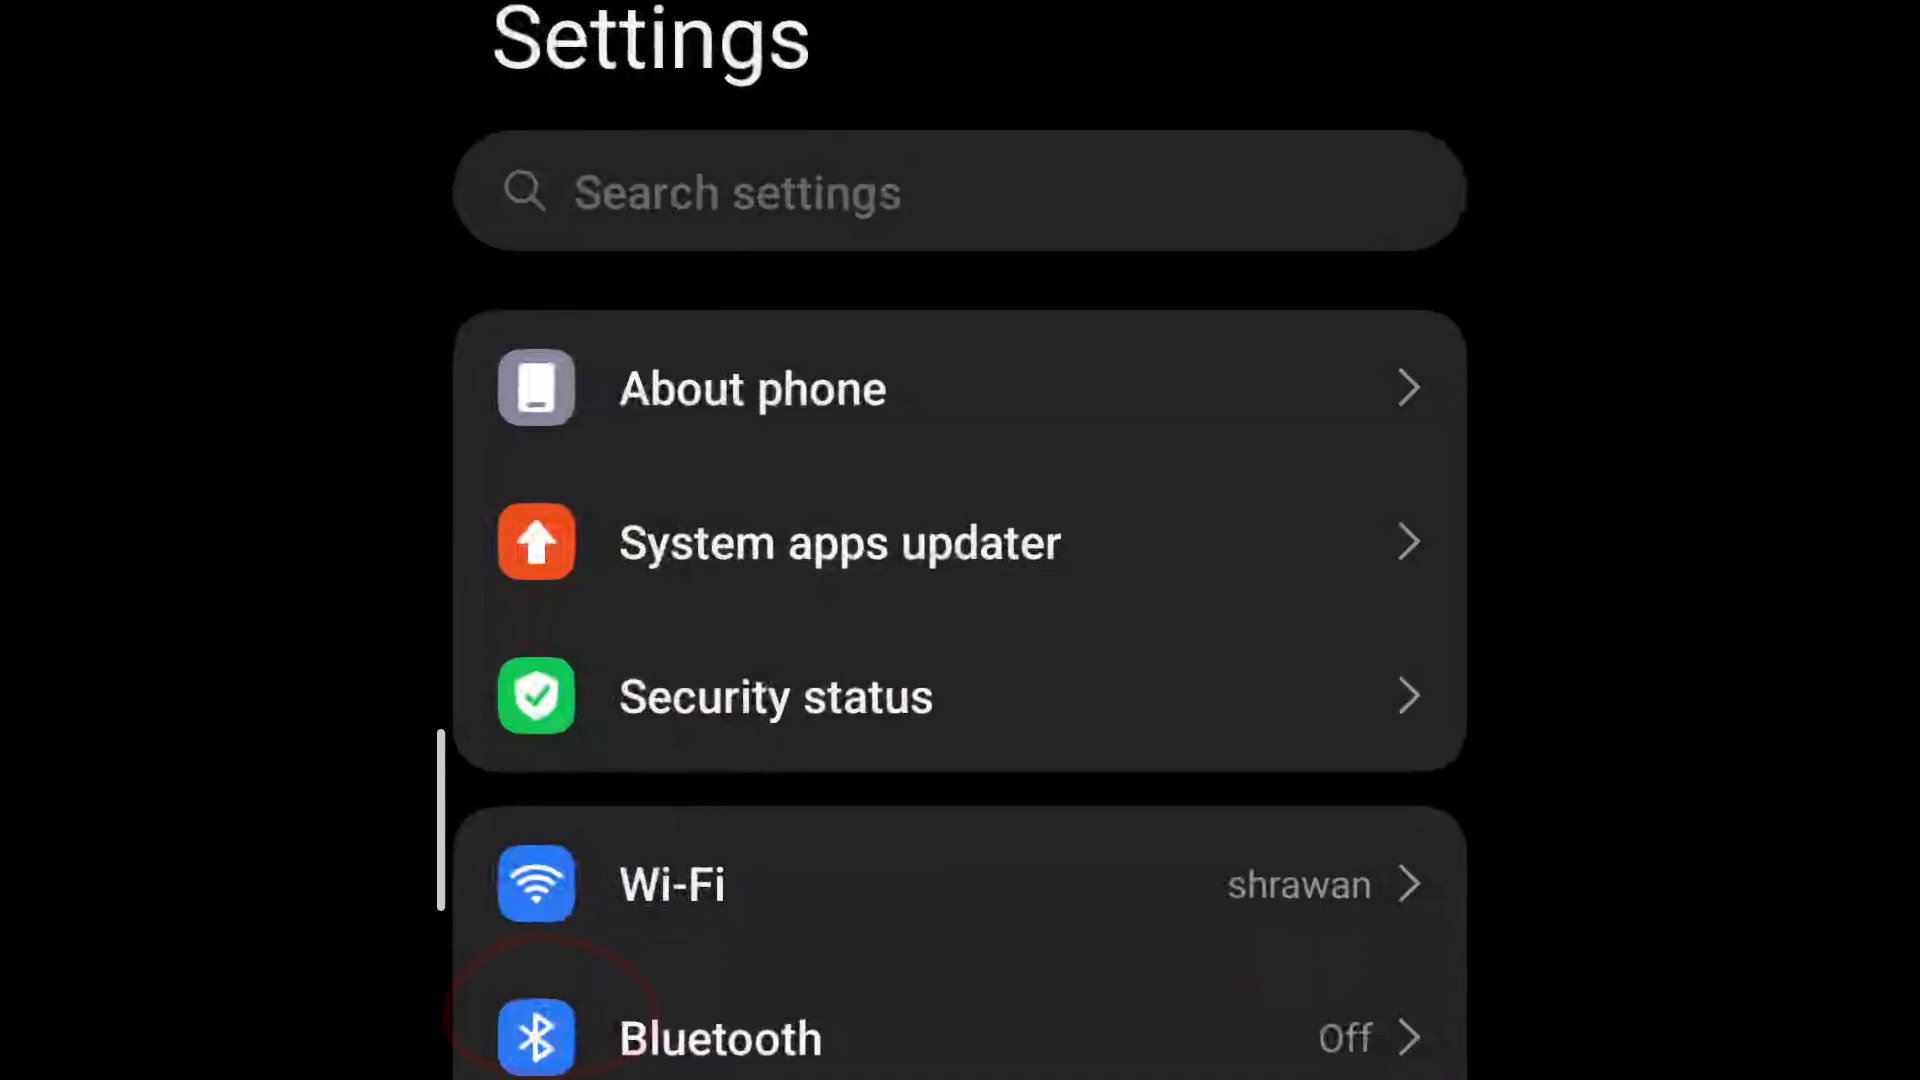 Settings
Search settings
About phone
System apps updater
Security status
Wi-Fi shrawan
Bluetooth Off